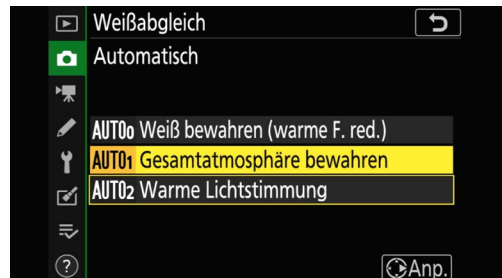 Weißabgleich
Automatisch
AUTO0 Weiß bewahren (warme F. red.)
AUTO1 Gesamtatmosphäre bewahren
AUTO2 Warme Lichtstimmung
?
Anp.